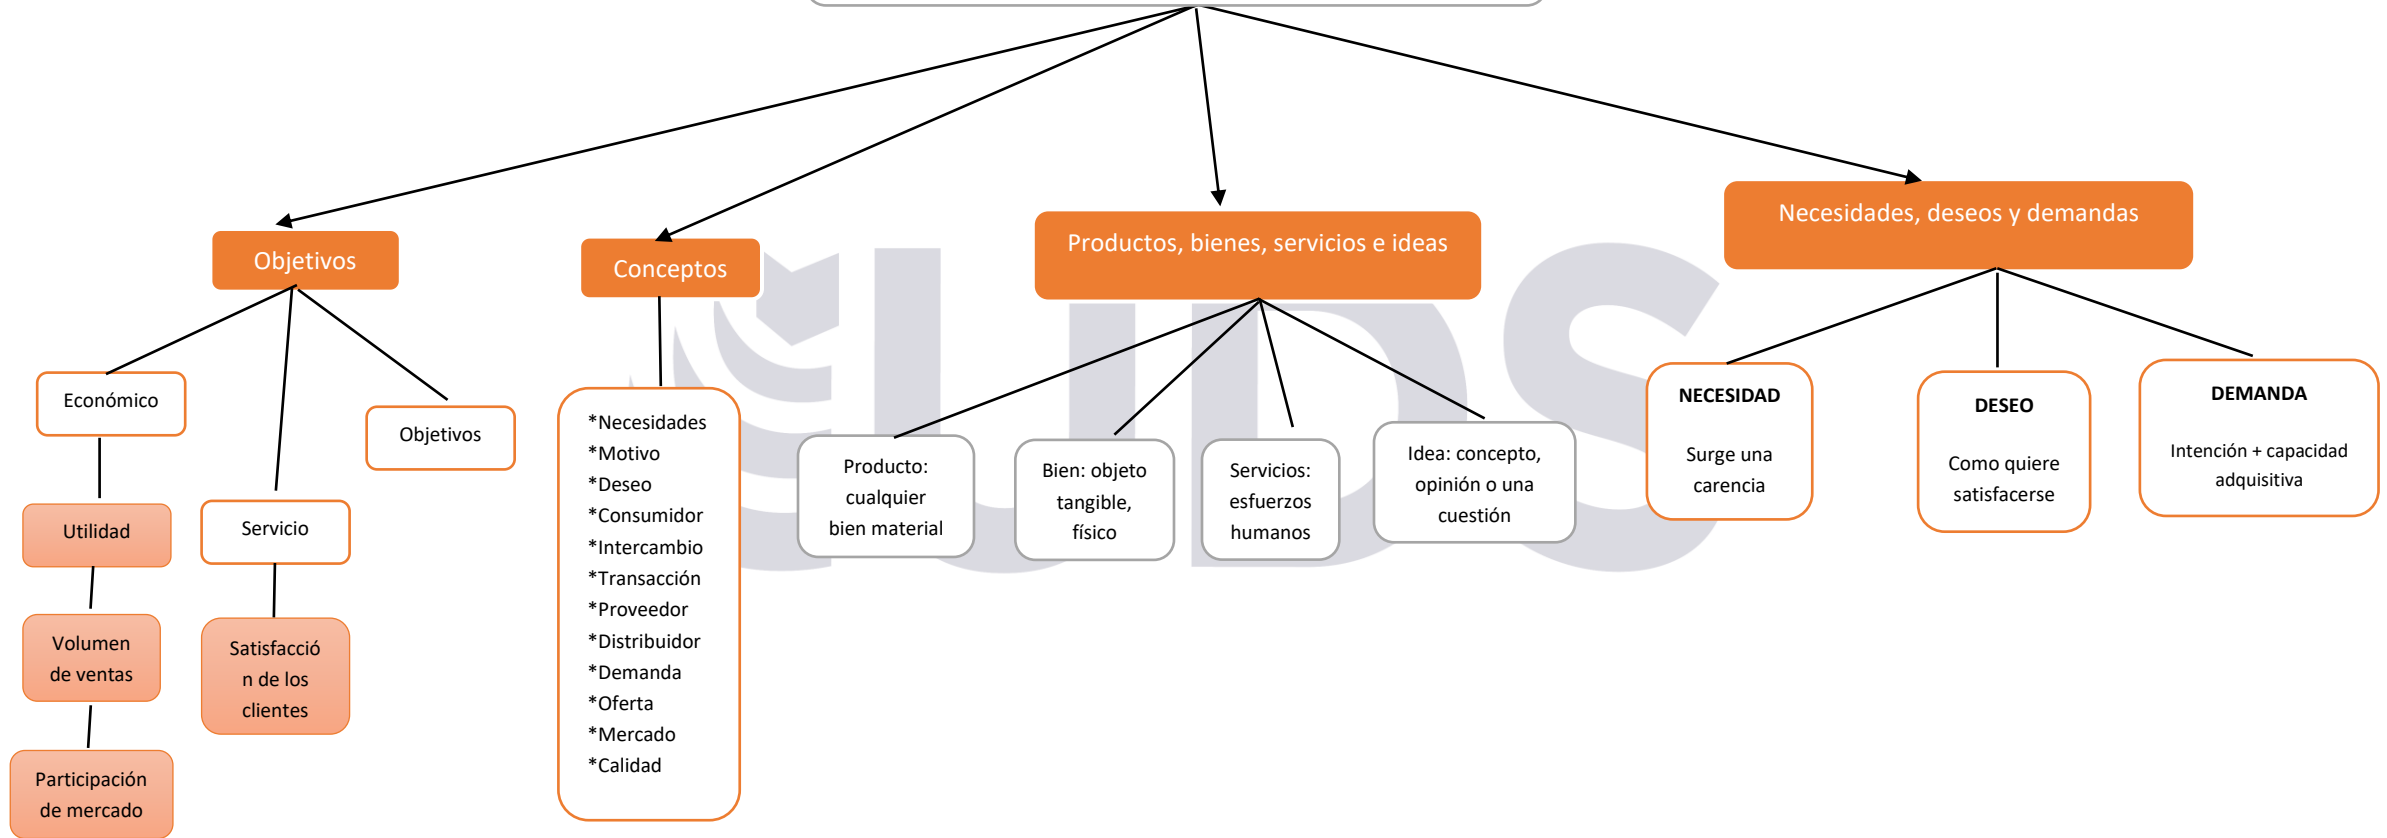 Objetivos
Conceptos
Productos, bienes, servicios e ideas
Necesidades, deseos y demandas
Económico
Utilidad
Volumen
de ventas
Participación
de mercado
Servicio
Satisfacció
n de los
clientes
Objetivos
*Necesidades
*Motivo
*Deseo
*Consumidor
*Intercambio
*Transacción
*Proveedor
*Distribuidor
*Demanda
*Oferta
*Mercado
*Calidad
Producto:
cualquier
bien material
Bien: objeto
tangible,
físico
Servicios:
esfuerzos
humanos
Idea: concepto,
opinión o una
cuestión
NECESIDAD
Surge una
carencia
DESEO
Como quiere
satisfacerse
DEMANDA
Intención + capacidad
adquisitiva
UDS